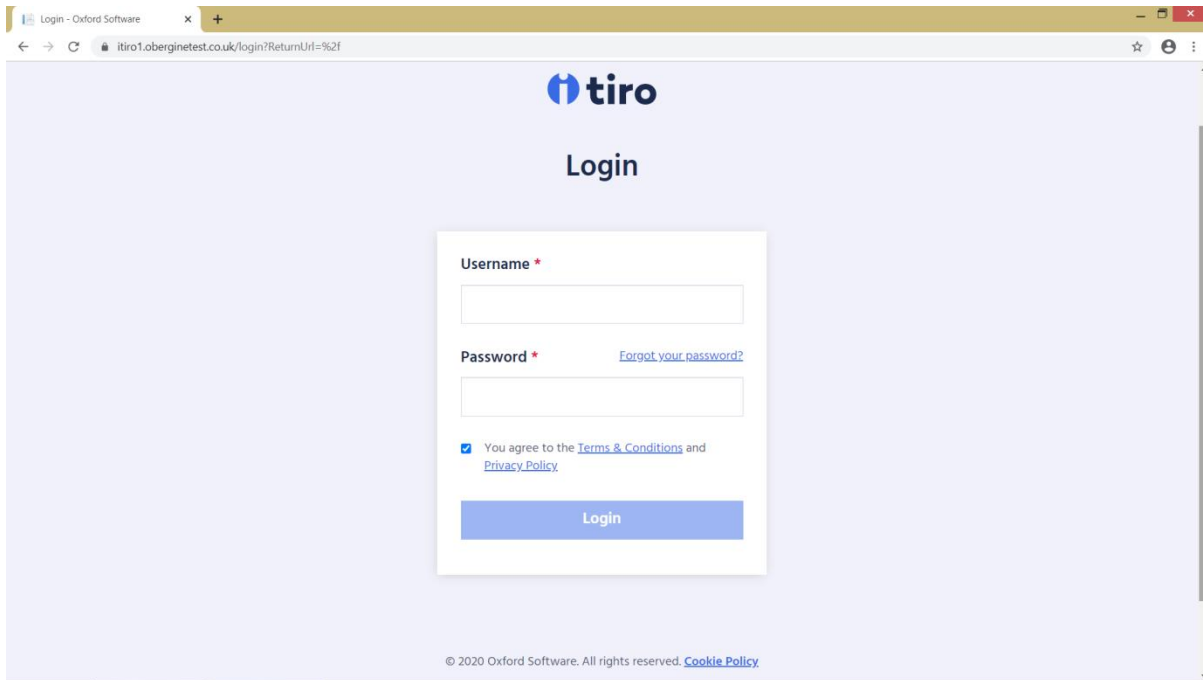 Login - Oxford Software
itiro1.oberginetest.co.uk/login?ReturnUrl=%2f
itiro
Login
Username *
Password * Forgot your password?
You agree to the Terms & Conditions and
Privacy Policy
Login
© 2020 Oxford Software. All rights reserved. Cookie Policy